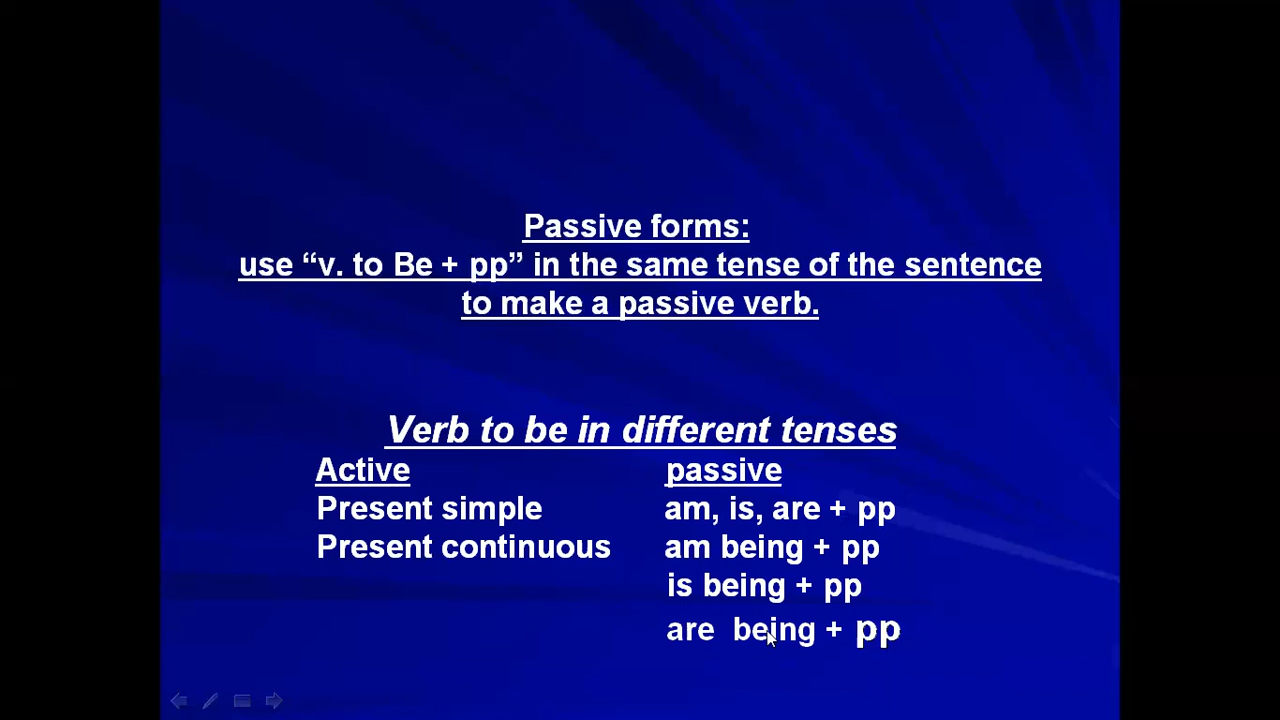 Passive forms:
use “v. to Be + pp” in the same tense of the sentence
to make a passive verb.
Verb to be in different tenses
Active passive
Present simple am, is, are + pp
Present continuous am being + pp
is being + pp
are being + pp